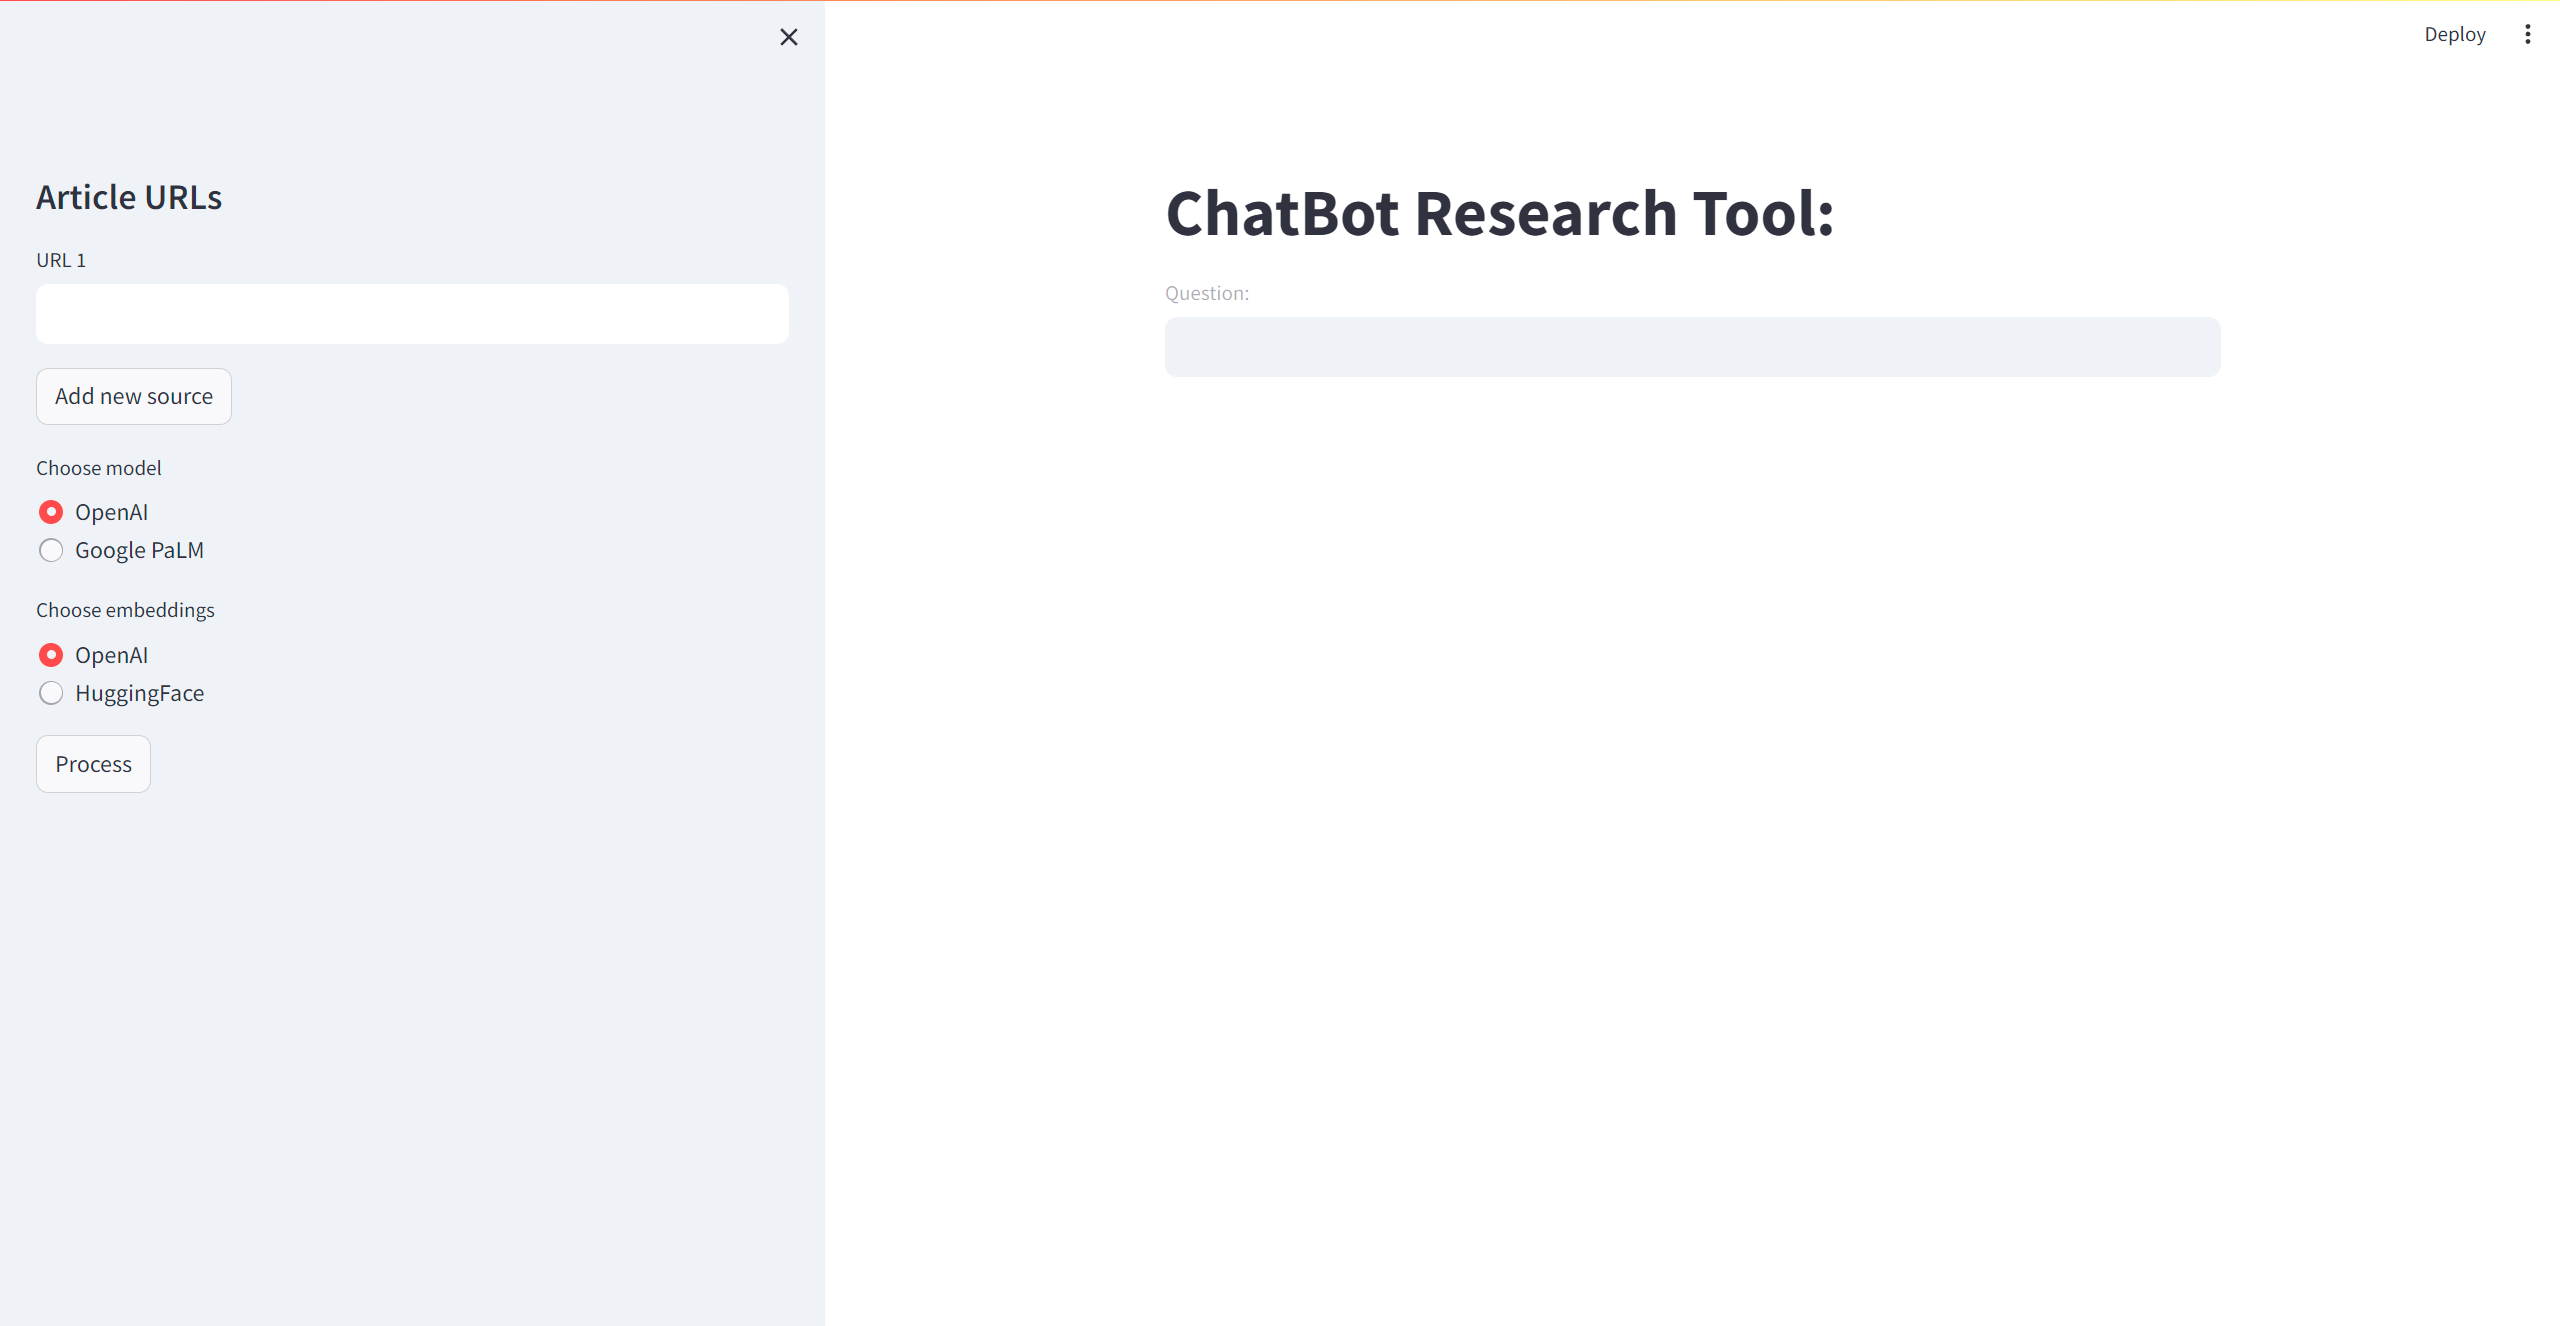 Deploy
Article URLs
URL 1
Add new source
Choose model
OpenAI
Google PaLM
Choose embeddings
OpenAI
HuggingFace
Process
ChatBot Research Tool:
Question: